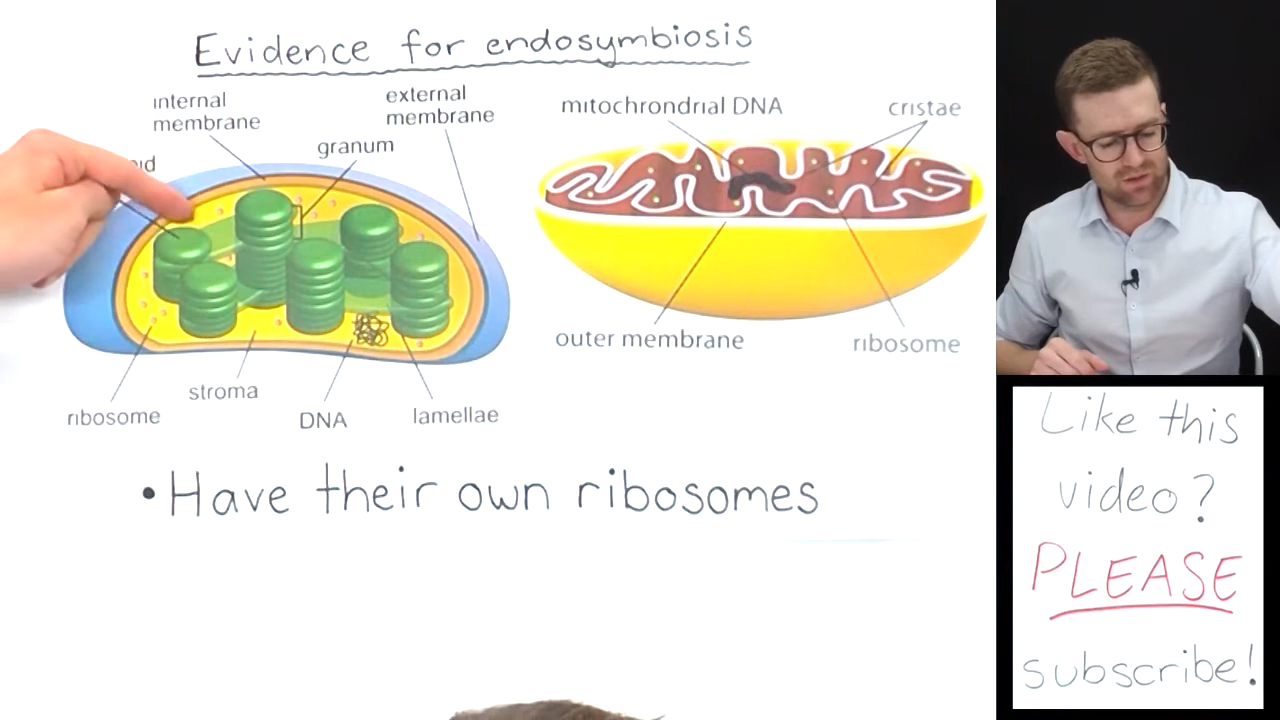 Evidence for endosymbiosis
internal
membrane
external
membrane
granum
mitochrondrial DNA
cristae
outer membrane
ribosome
ribosome
stroma
DNA
lamellae
• Have their own ribosomes
Like this
video?
PLEASE
subscribe!